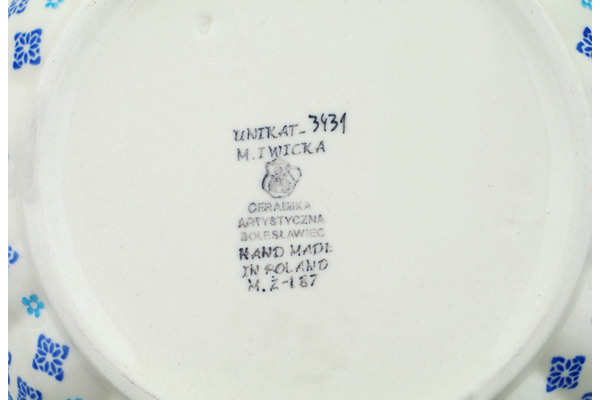 UNIKAT-3431
M. IWICKA
CERAMIKA
ARTYSTYCZNA
BOLESŁAWIEC
HAND MADE
IN POLAND
M. Ż-187